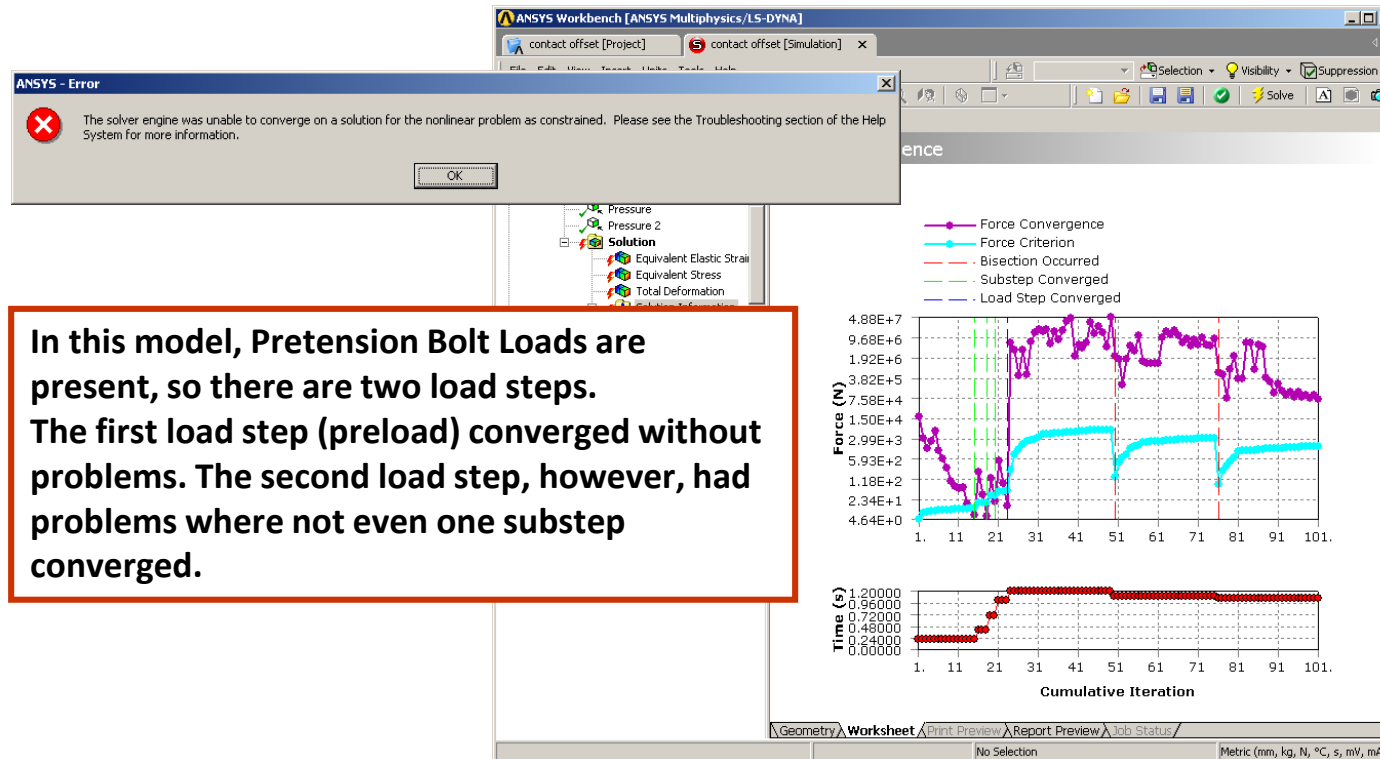 ANSYS Workbench [ANSYS Multiphysics/LS-DYNA]
contact offset [Project]
contact offset [Simulation]
File Edit View Insert Units Tools Help
Selection
Visibility
Suppression
Solve
ANSYS - Error
The solver engine was unable to converge on a solution for the nonlinear problem as constrained. Please see the Troubleshooting section of the Help
System for more information.
OK
ence
Pressure
Pressure 2
Solution
Equivalent Elastic Strai
Equivalent Stress
Total Deformation
Solution Information
In this model, Pretension Bolt Loads are
present, so there are two load steps.
The first load step (preload) converged without
problems. The second load step, however, had
problems where not even one substep
converged.
Force Convergence
Force Criterion
Bisection Occurred
Substep Converged
Load Step Converged
Force (N)
4.88E+7
9.68E+6
1.92E+6
3.82E+5
7.58E+4
1.50E+4
2.99E+3
5.93E+2
1.18E+2
2.34E+1
4.64E+0
1. 11 21 31 41 51 61 71 81 91 101.
Time (s)
1.20000
0.96000
0.72000
0.48000
0.24000
0.00000
1. 11 21 31 41 51 61 71 81 91 101.
Cumulative Iteration
Geometry Worksheet Print Preview Report Preview Job Status
No Selection
Metric (mm, kg, N, °C, s, mV, mA